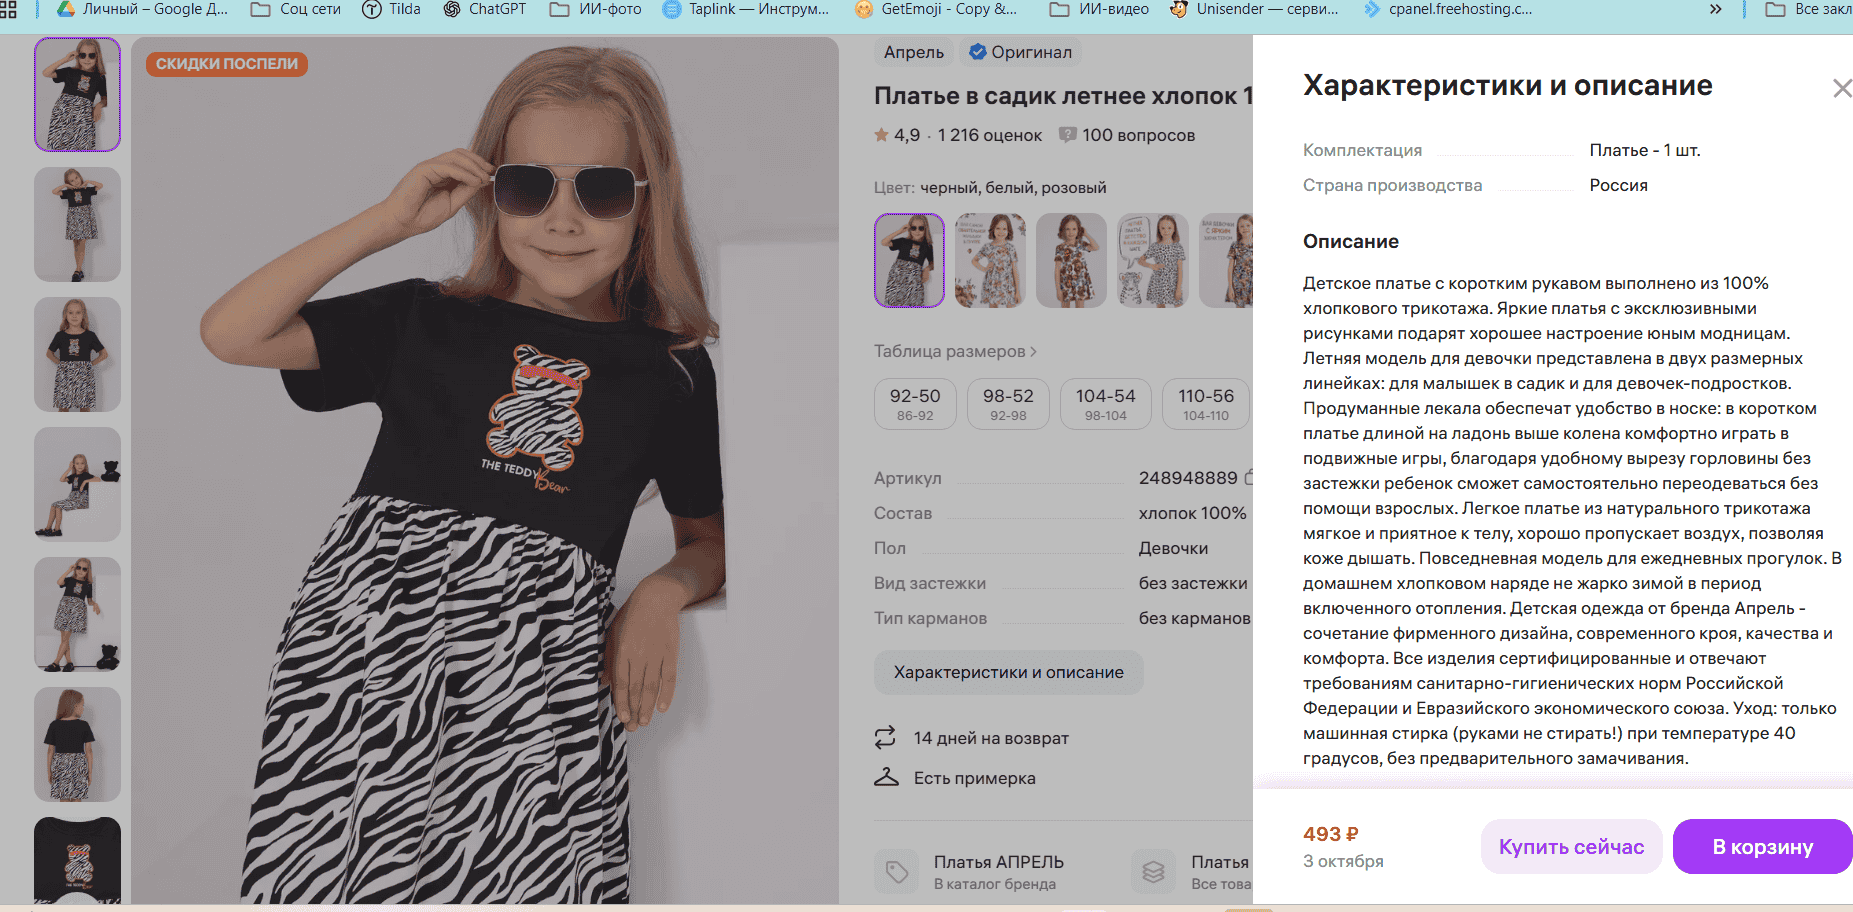 Личный – Google Д...
Соц сети
Tilda
ChatGPT
ИИ-фото
Taplink — Инструм...
GetEmoji - Copy &...
ИИ-видео
Unisender — серви...
cpanel.freehosting.c...
»
Все закл
СКИДКИ ПОСПЕЛИ
THE TEDDY
Bear
Апрель
Оригинал
Платье в садик летнее хлопок 1
4,9 · 1 216 оценок
100 вопросов
Цвет: черный, белый, розовый
Таблица размеров >
92-50
86-92
98-52
92-98
104-54
98-104
110-56
104-110
Артикул 248948889
Состав хлопок 100%
Пол Девочки
Вид застежки без застежки
Тип карманов без карманов
Характеристики и описание
14 дней на возврат
Есть примерка
Платья АПРЕЛЬ
В каталог бренда
Платья
Все това
Характеристики и описание
Комплектация Платье - 1 шт.
Страна производства Россия
Описание
Детское платье с коротким рукавом выполнено из 100%
хлопкового трикотажа. Яркие платья с эксклюзивными
рисунками подарят хорошее настроение юным модницам.
Летняя модель для девочки представлена в двух размерных
линейках: для малышек в садик и для девочек-подростков.
Продуманные лекала обеспечат удобство в носке: в коротком
платье длиной на ладонь выше колена комфортно играть в
подвижные игры, благодаря удобному вырезу горловины без
застежки ребенок сможет самостоятельно переодеваться без
помощи взрослых. Легкое платье из натурального трикотажа
мягкое и приятное к телу, хорошо пропускает воздух, позволяя
коже дышать. Повседневная модель для ежедневных прогулок. В
домашнем хлопковом наряде не жарко зимой в период
включенного отопления. Детская одежда от бренда Апрель -
сочетание фирменного дизайна, современного кроя, качества и
комфорта. Все изделия сертифицированные и отвечают
требованиям санитарно-гигиенических норм Российской
Федерации и Евразийского экономического союза. Уход: только
машинная стирка (руками не стирать!) при температуре 40
градусов, без предварительного замачивания.
493 ₽
3 октября
Купить сейчас
В корзину